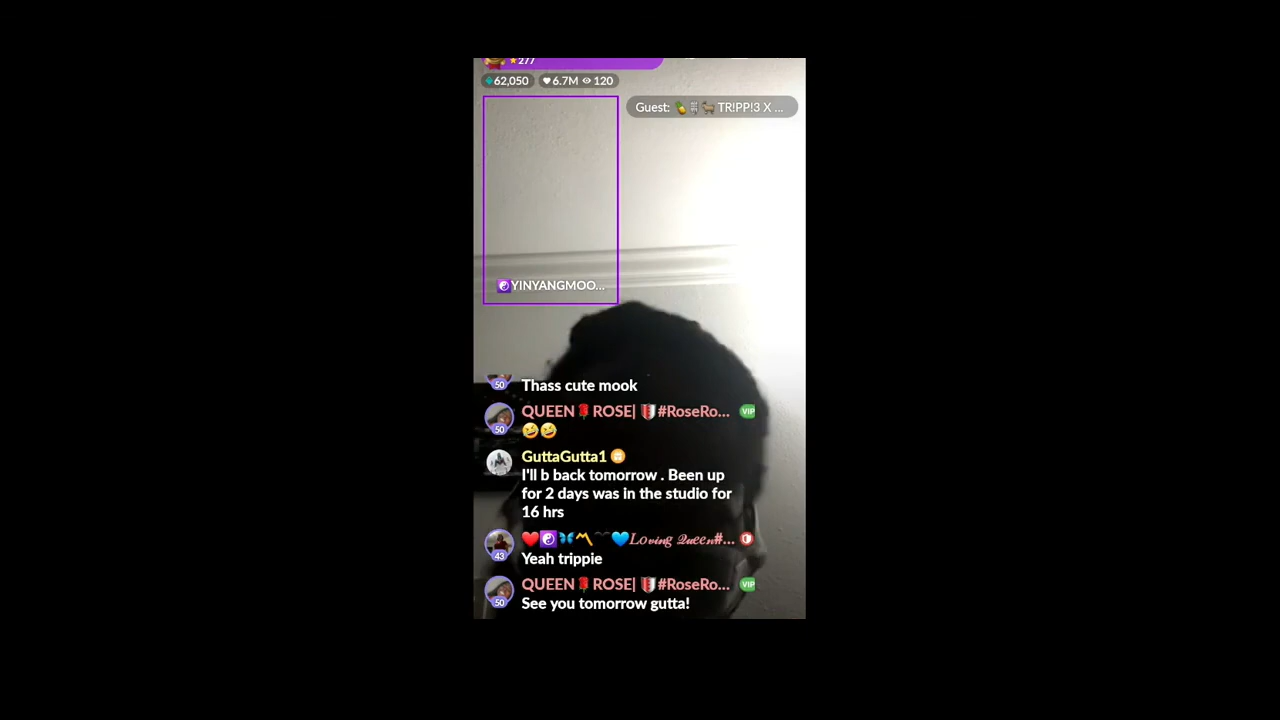 ★277
62,050 6.7M 120
Guest: 🍍⛓🐐 TR!PP!3 X ...
☯YINYANGMOO...
50
Thass cute mook
QUEEN🌹ROSE| #RoseRo... VIP
50
🤣🤣
GuttaGutta1
I'll b back tomorrow . Been up
for 2 days was in the studio for
16 hrs
❤️☯️🦋〽️🖤💙𝐿𝑜𝓋𝒾𝓃𝑔 𝒬𝓊𝑒𝑒𝓃#...
43
Yeah trippie
QUEEN🌹ROSE| #RoseRo... VIP
50
See you tomorrow gutta!